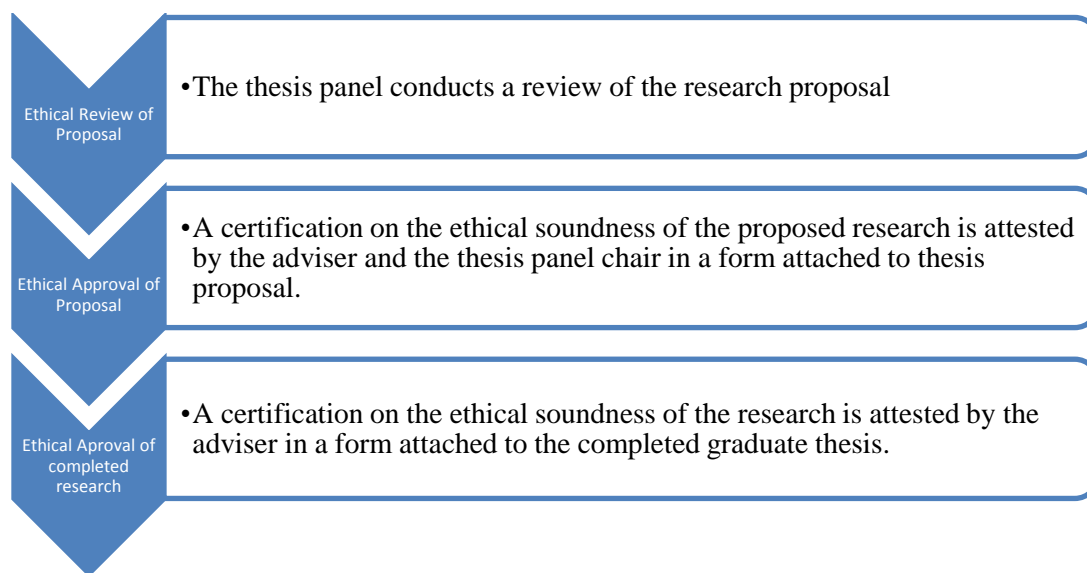 Ethical Review of
Proposal
•The thesis panel conducts a review of the research proposal
Ethical Approval of
Proposal
•A certification on the ethical soundness of the proposed research is attested
by the adviser and the thesis panel chair in a form attached to thesis
proposal.
Ethical Aproval of
completed
research
•A certification on the ethical soundness of the research is attested by the
adviser in a form attached to the completed graduate thesis.